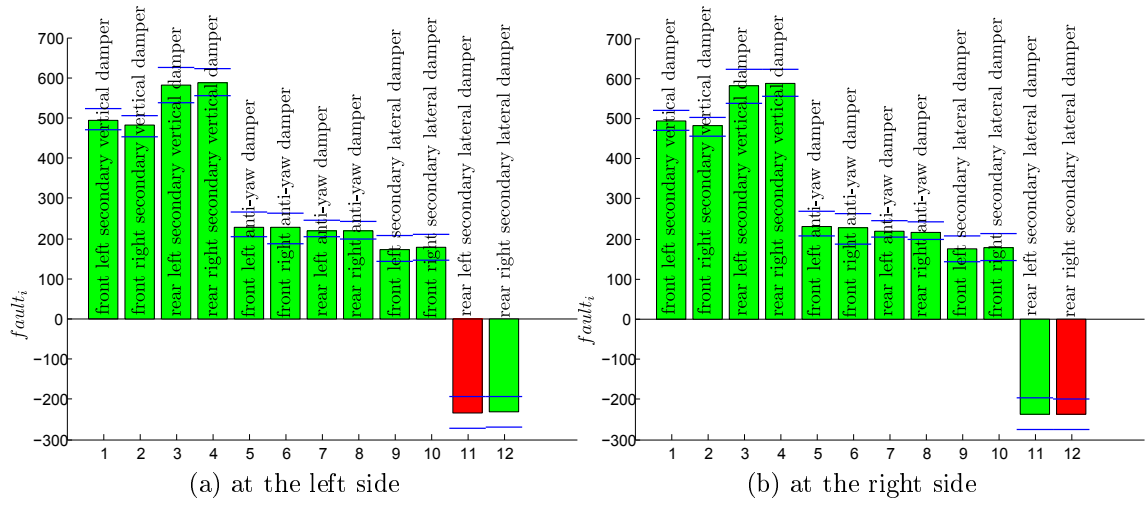 700
600
500
400
300
200
100
0
−100
−200
−300
fault_i
front left secondary vertical damper
front right secondary vertical damper
rear left secondary vertical damper
rear right secondary vertical damper
front left anti-yaw damper
front right anti-yaw damper
rear left anti-yaw damper
rear right anti-yaw damper
front left secondary lateral damper
front right secondary lateral damper
rear left secondary lateral damper
rear right secondary lateral damper
1 2 3 4 5 6 7 8 9 10 11 12
(a) at the left side
700
600
500
400
300
200
100
0
−100
−200
−300
fault_i
front left secondary vertical damper
front right secondary vertical damper
rear left secondary vertical damper
rear right secondary vertical damper
front left anti-yaw damper
front right anti-yaw damper
rear left anti-yaw damper
rear right anti-yaw damper
front left secondary lateral damper
front right secondary lateral damper
rear left secondary lateral damper
rear right secondary lateral damper
1 2 3 4 5 6 7 8 9 10 11 12
(b) at the right side